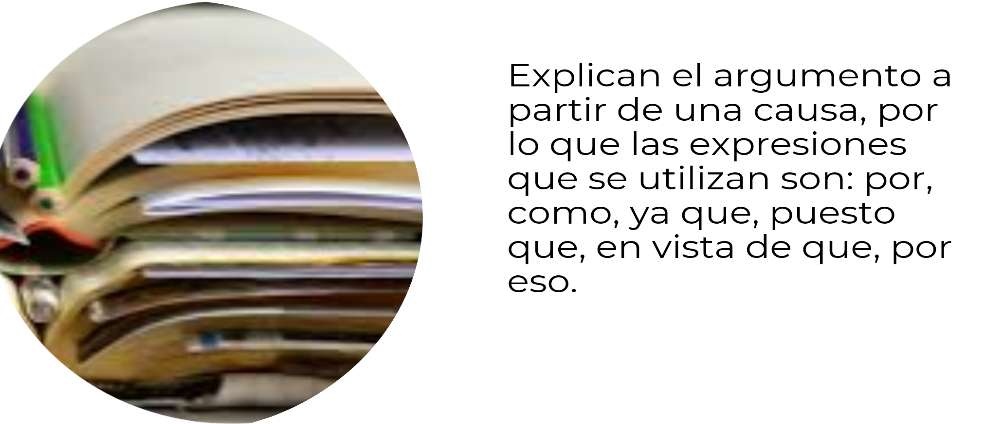 Explican el argumento a
partir de una causa, por
lo que las expresiones
que se utilizan son: por,
como, ya que, puesto
que, en vista de que, por
eso.